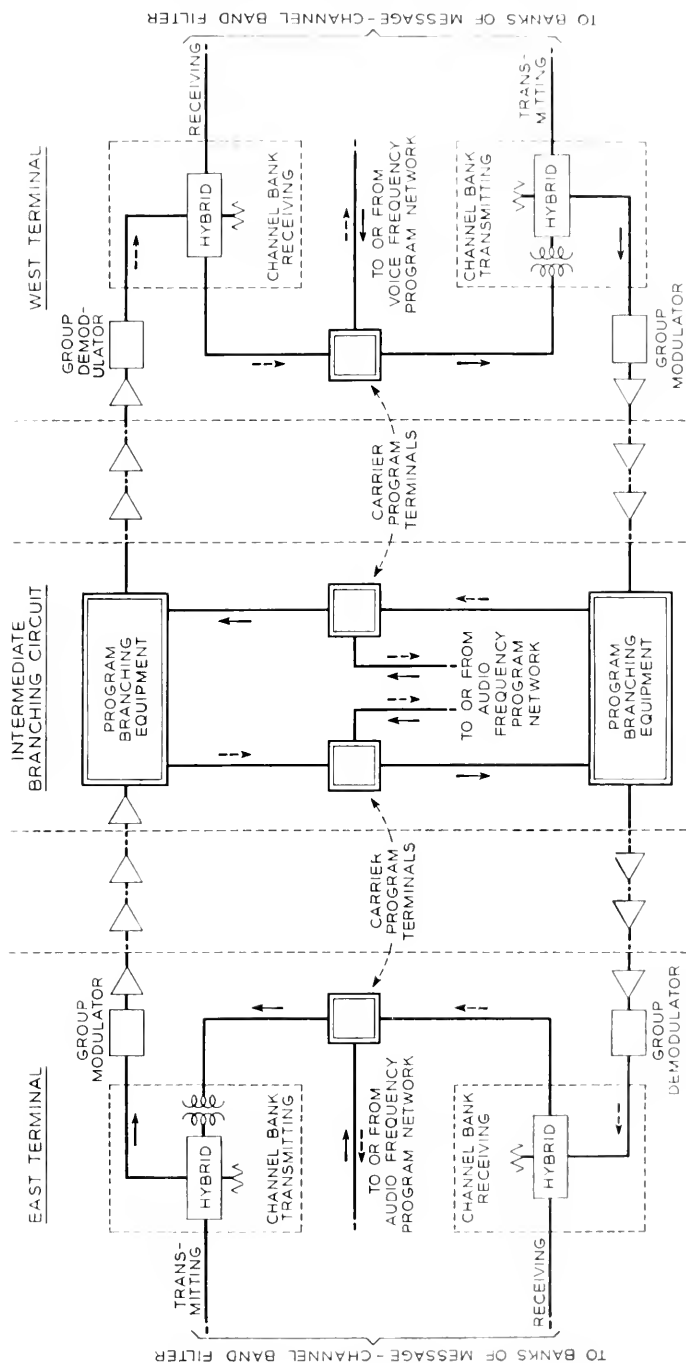 EAST TERMINAL
INTERMEDIATE
BRANCHING CIRCUIT
WEST TERMINAL
TO BANKS OF MESSAGE-CHANNEL BAND FILTER
TRANS-
MITTING
HYBRID
CHANNEL BANK
TRANSMITTING
GROUP
MODULATOR
TO OR FROM
AUDIO FREQUENCY
PROGRAM NETWORK
RECEIVING
HYBRID
CHANNEL BANK
RECEIVING
GROUP
DEMODULATOR
CARRIER
PROGRAM
TERMINALS
PROGRAM
BRANCHING
EQUIPMENT
TO OR FROM
AUDIO
FREQUENCY
PROGRAM
NETWORK
PROGRAM
BRANCHING
EQUIPMENT
CARRIER
PROGRAM
TERMINALS
GROUP
DEMOD-
ULATOR
HYBRID
CHANNEL BANK
RECEIVING
RECEIVING
TO OR FROM
VOICE FREQUENCY
PROGRAM NETWORK
CHANNEL BANK
TRANSMITTING
HYBRID
TRANS-
MITTING
GROUP
MODULATOR
TO BANKS OF MESSAGE-CHANNEL BAND FILTER